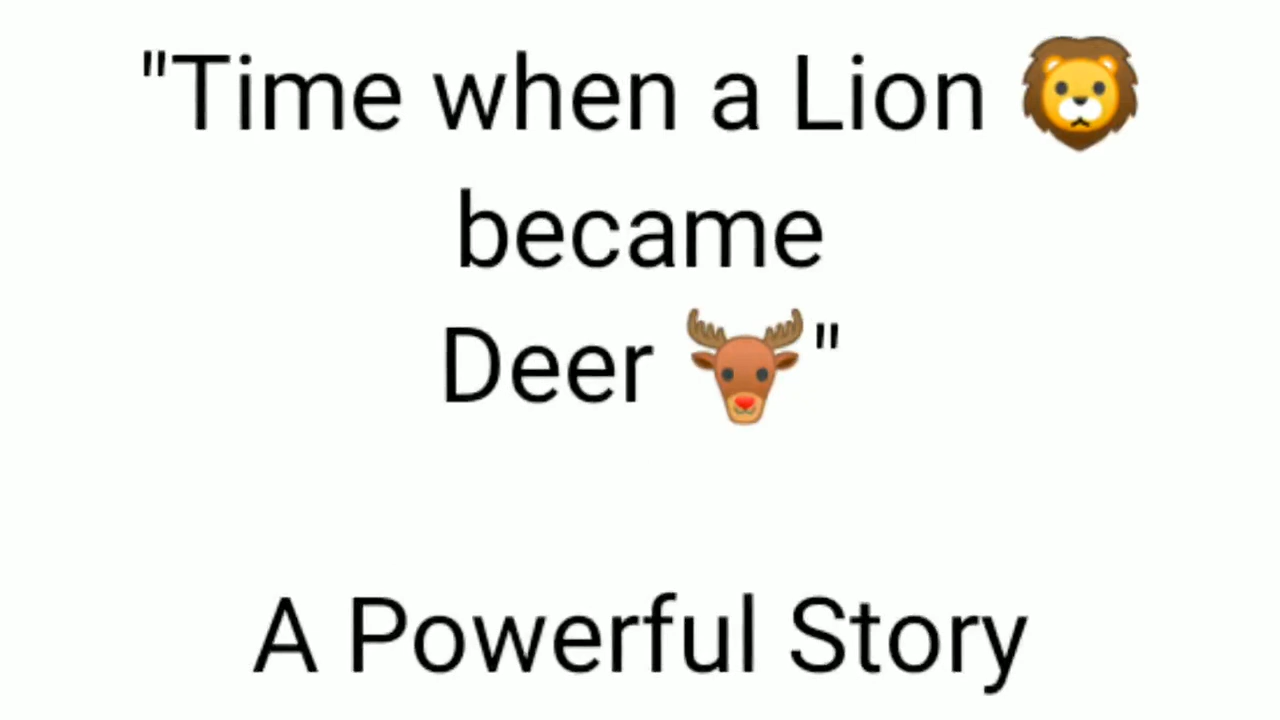 "Time when a Lion 🦁
became
Deer 🦌"
A Powerful Story